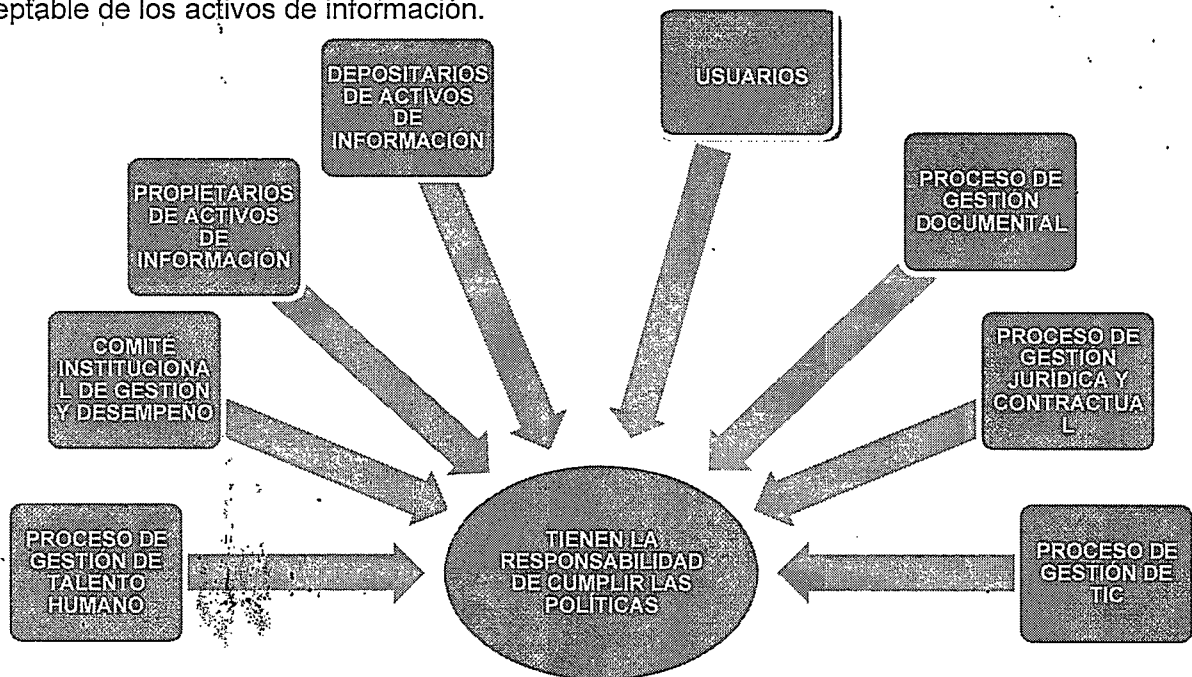 eptable de los activos de información.
DEPOSITARIOS
DE ACTIVOS
DE
INFORMACIÓN
USUARIOS
PROPIETARIOS
DE ACTIVOS
DE
INFORMACIÓN
PROCESO DE
GESTIÓN
DOCUMENTAL
COMITÉ
INSTITUCIONA
L DE GESTIÓN
Y DESEMPEÑO
PROCESO DE
GESTIÓN
JURÍDICA Y
CONTRACTUA
L
PROCESO DE
GESTIÓN DE
TALENTO
HUMANO
TIENEN LA
RESPONSABILIDAD
DE CUMPLIR LAS
POLÍTICAS
PROCESO DE
GESTIÓN DE
TIC